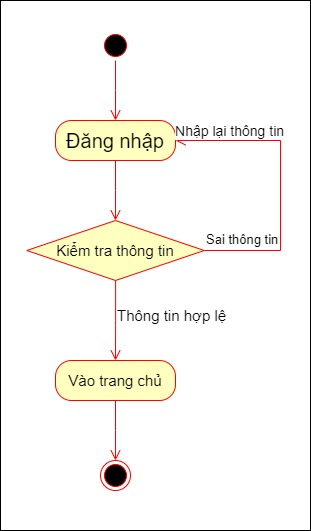 Đăng nhập
Nhập lại thông tin
Kiểm tra thông tin
Sai thông tin
Thông tin hợp lệ
Vào trang chủ